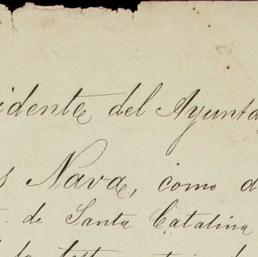 idente del Ayunta
s Nava, como d
. de Santa Catalina